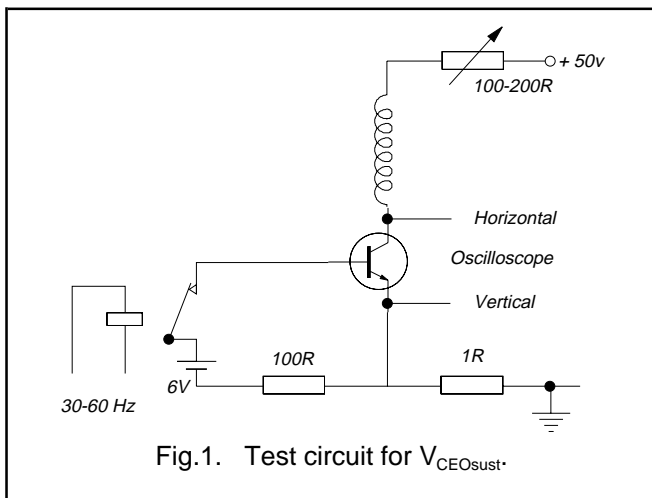 + 50v
100-200R
Horizontal
Oscilloscope
Vertical
100R
1R
6V
30-60 Hz
Fig.1. Test circuit for VCEOsust.